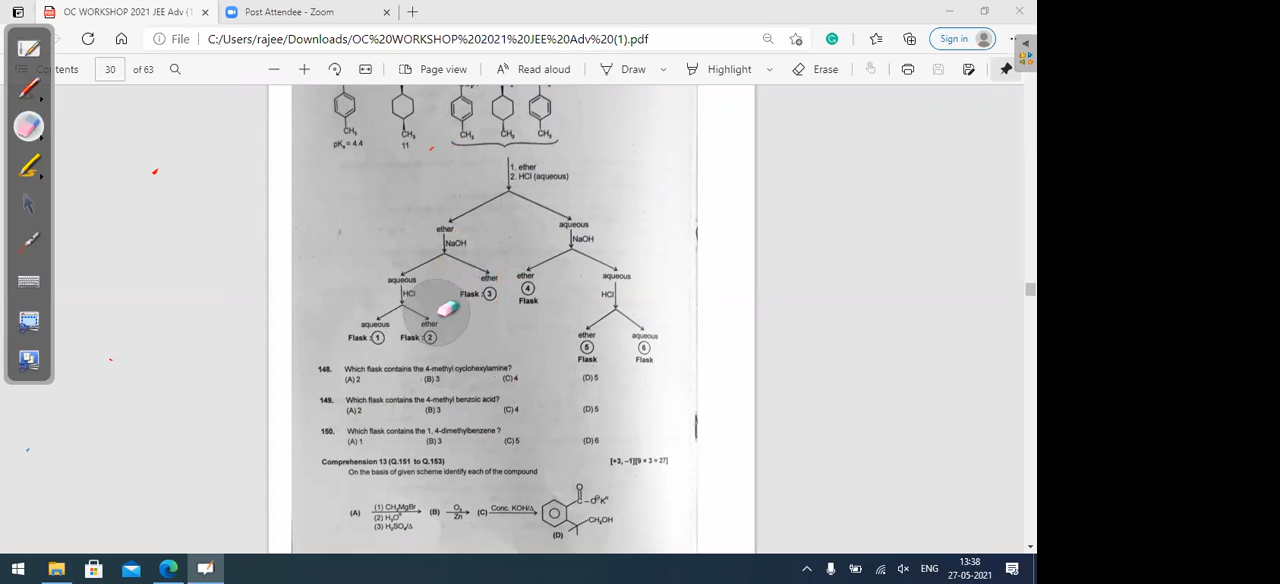 OC WORKSHOP 2021 JEE Adv (1
Post Attendee - Zoom
File
C:/Users/rajee/Downloads/OC%20WORKSHOP%202021%20JEE%20Adv%20(1).pdf
Sign in
Contents
30 of 63
Page view
Read aloud
Draw
Highlight
Erase
CH₃ CH₃ CH₃ CH₃ CH₃
pKₐ = 4.4 11
1. ether
2. HCl (aqueous)
ether aqueous
NaOH NaOH
aqueous ether ether aqueous
HCl Flask : 3 4 HCl
Flask
aqueous ether ether aqueous
Flask : 1 Flask : 2 5 6
Flask Flask
148. Which flask contains the 4-methyl cyclohexylamine?
(A) 2 (B) 3 (C) 4 (D) 5
149. Which flask contains the 4-methyl benzoic acid?
(A) 2 (B) 3 (C) 4 (D) 5
150. Which flask contains the 1, 4-dimethylbenzene ?
(A) 1 (B) 3 (C) 5 (D) 6
Comprehension 13 (Q.151 to Q.153) [+3, –1][9 × 3 = 27]
On the basis of given scheme identify each of the compound
O
C–O⊖K⊕
(A) (1) CH₃MgBr (B) O₃ (C) Conc. KOH/Δ
(2) H₃O⊕ Zn CH₂OH
(3) H₂SO₄/Δ (D)
ENG
13:38
27-05-2021